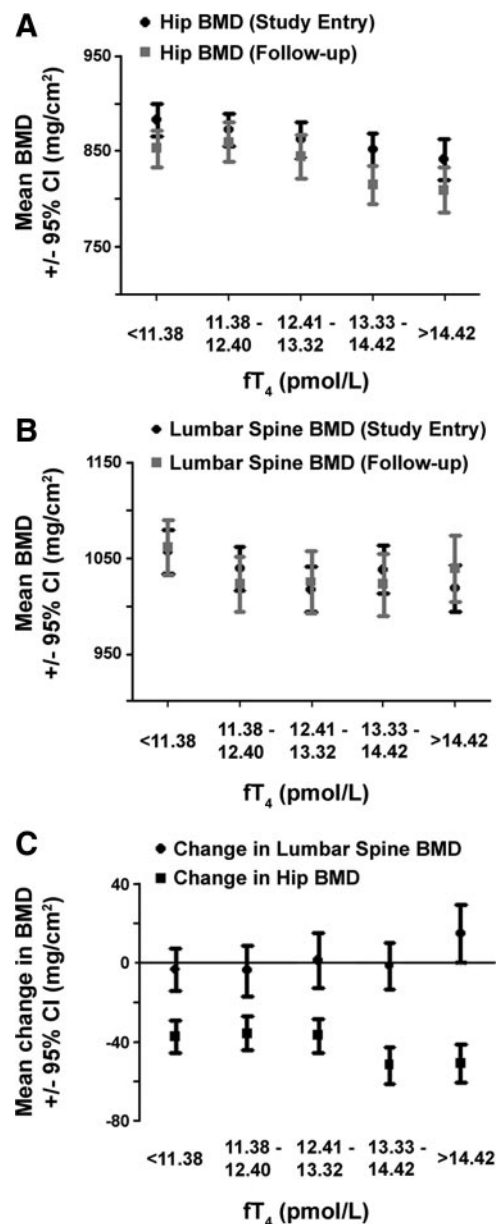 A
Hip BMD (Study Entry)
Hip BMD (Follow-up)
Mean BMD
+/- 95% CI (mg/cm²)
950
850
750
<11.38
11.38 -
12.40
12.41 -
13.32
13.33 -
14.42
>14.42
fT₄ (pmol/L)
B
Lumbar Spine BMD (Study Entry)
Lumbar Spine BMD (Follow-up)
Mean BMD
+/- 95% CI (mg/cm²)
1150
1050
950
<11.38
11.38 -
12.40
12.41 -
13.32
13.33 -
14.42
>14.42
fT₄ (pmol/L)
C
Change in Lumbar Spine BMD
Change in Hip BMD
Mean change in BMD
+/- 95% CI (mg/cm²)
40
0
-40
-80
<11.38
11.38 -
12.40
12.41 -
13.32
13.33 -
14.42
>14.42
fT₄ (pmol/L)